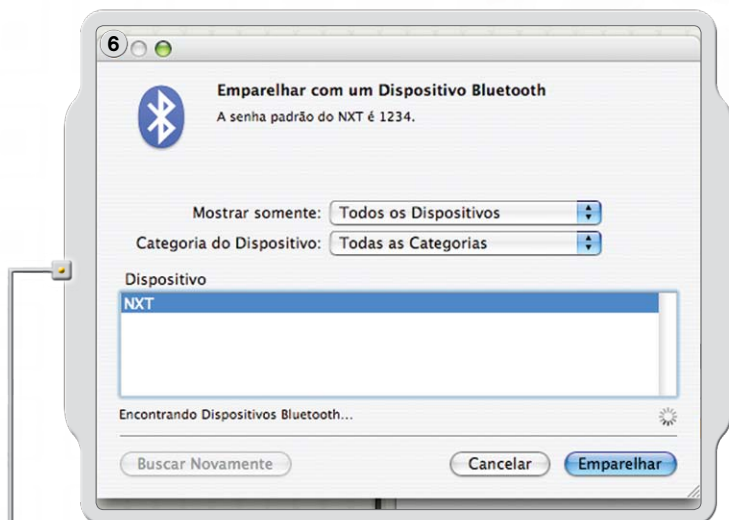 6
Emparelhar com um Dispositivo Bluetooth
A senha padrão do NXT é 1234.
Mostrar somente: Todos os Dispositivos
Categoria do Dispositivo: Todas as Categorias
Dispositivo
NXT
Encontrando Dispositivos Bluetooth...
Buscar Novamente Cancelar Emparelhar